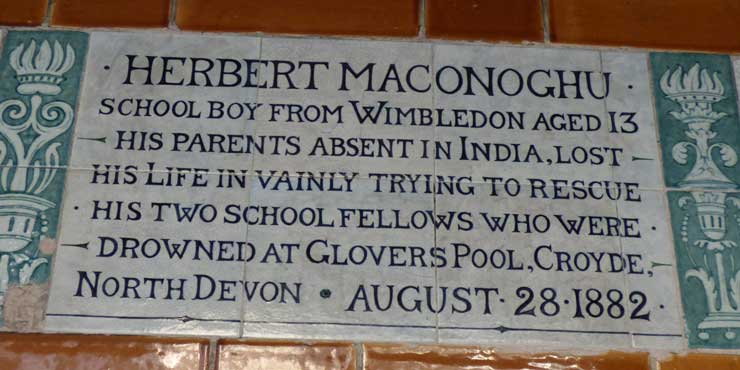 · HERBERT MACONOGHU ·
SCHOOL BOY FROM WIMBLEDON AGED 13
HIS PARENTS ABSENT IN INDIA, LOST
HIS LIFE IN VAINLY TRYING TO RESCUE
· HIS TWO SCHOOL FELLOWS WHO WERE ·
DROWNED AT GLOVERS POOL, CROYDE,
NORTH DEVON • AUGUST · 28 · 1882 ·